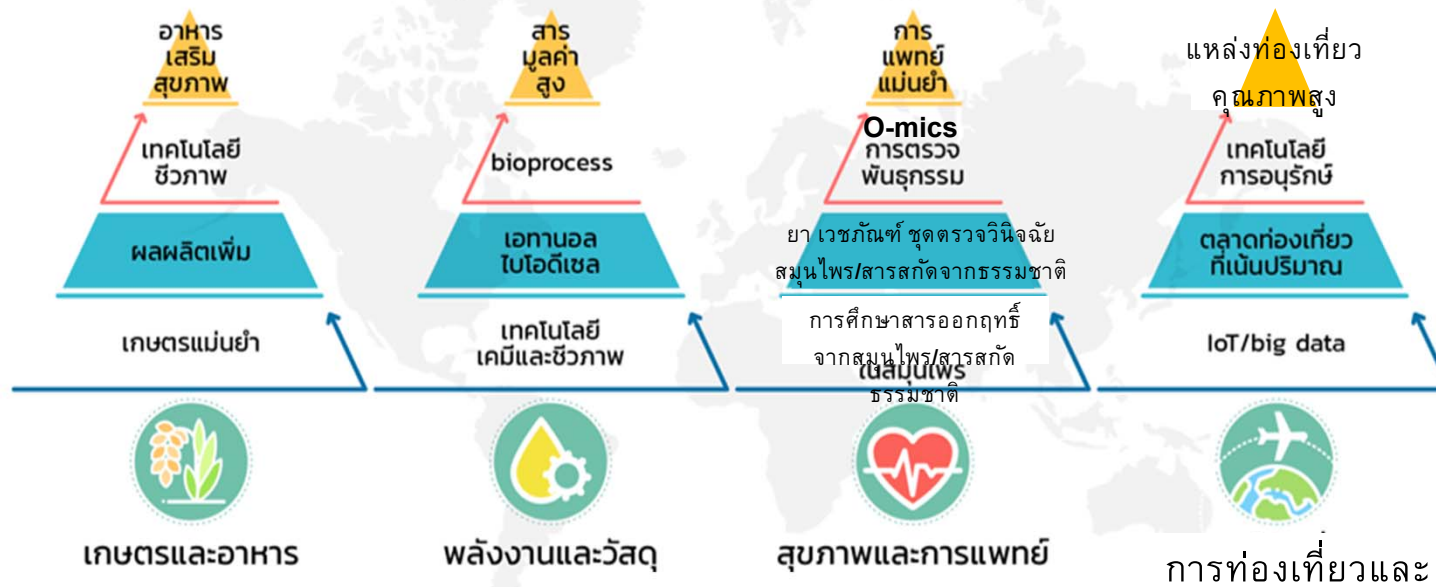 อาหาร
เสริม
สุขภาพ
เทคโนโลยี
ชีวภาพ
ผลผลิตเพิ่ม
เกษตรแม่นยำ
เกษตรและอาหาร
สาร
มูลค่า
สูง
bioprocess
เอทานอล
ไบโอดีเซล
เทคโนโลยี
เคมีและชีวภาพ
พลังงานและวัสดุ
การ
แพทย์
แม่นยำ
O-mics
การตรวจ
พันธุกรรม
ยา เวชภัณฑ์ ชุดตรวจวินิจฉัย
สมุนไพร/สารสกัดจากธรรมชาติ
การศึกษาสารออกฤทธิ์
จากสมุนไพร/สารสกัด
ในสมุนไพร
ธรรมชาติ
สุขภาพและการแพทย์
แหล่งท่องเที่ยว
คุณภาพสูง
เทคโนโลยี
การอนุรักษ์
ตลาดท่องเที่ยว
ที่เน้นปริมาณ
IoT/big data
การท่องเที่ยวและ